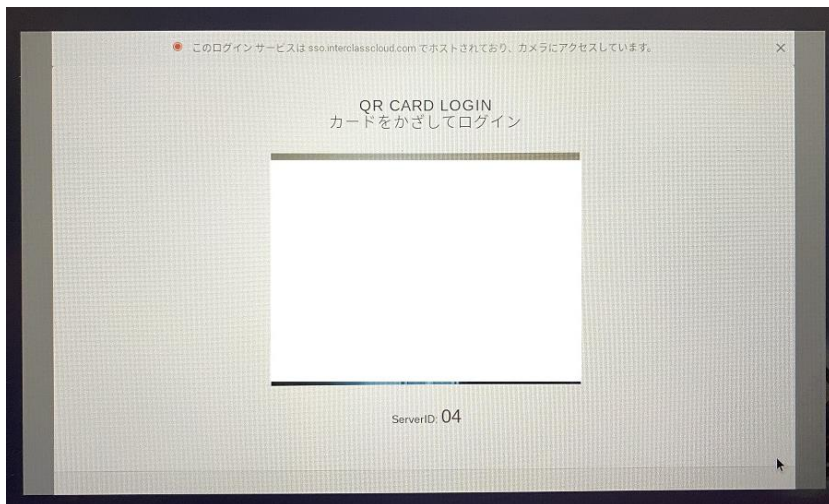 このログイン サービスは sso.interclasscloud.com でホストされており、カメラにアクセスしています。
QR CARD LOGIN
カードをかざしてログイン
ServerID: 04